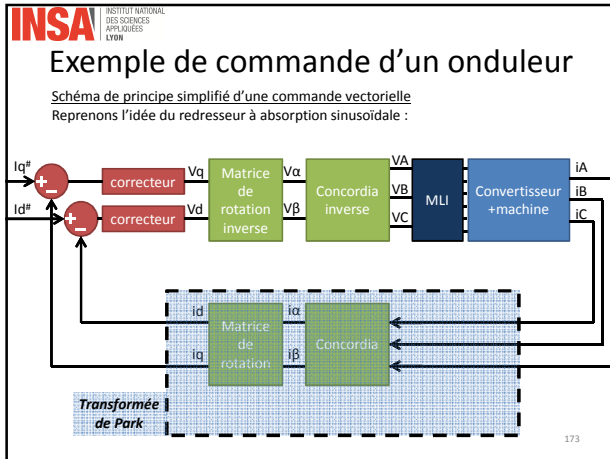 INSA
INSTITUT NATIONAL
DES SCIENCES
APPLIQUÉES
LYON
Exemple de commande d'un onduleur
Schéma de principe simplifié d'une commande vectorielle
Reprenons l'idée du redresseur à absorption sinusoïdale :
Iq#
Id#
+
−
+
−
correcteur
correcteur
Vq
Vd
Matrice
de
rotation
inverse
Vα
Vβ
Concordia
inverse
VA
VB
VC
MLI
Convertisseur
+machine
iA
iB
iC
id
iq
Matrice
de
rotation
iα
iβ
Concordia
Transformée
de Park
173